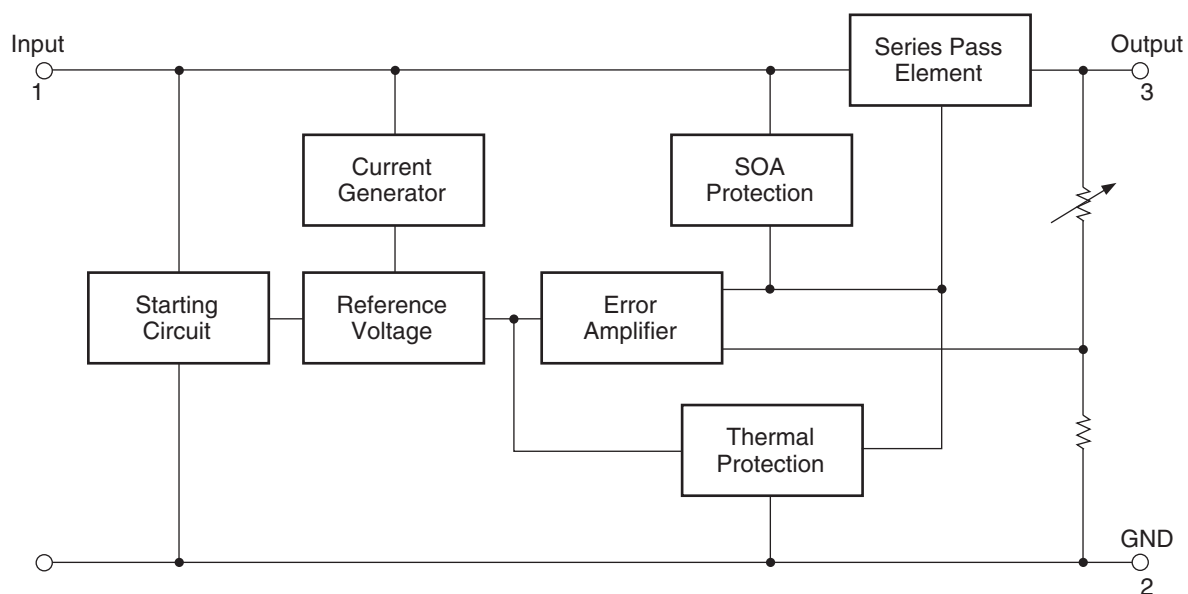 Input
1
Series Pass
Element
Output
3
Current
Generator
SOA
Protection
Starting
Circuit
Reference
Voltage
Error
Amplifier
Thermal
Protection
GND
2